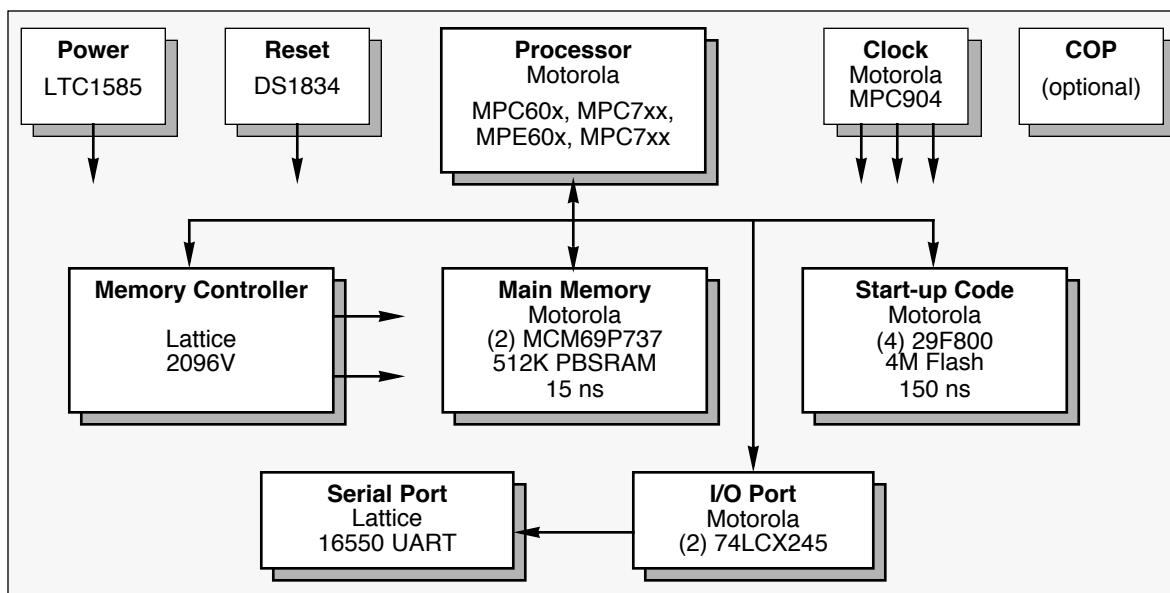 Power
LTC1585
Reset
DS1834
Processor
Motorola
MPC60x, MPC7xx,
MPE60x, MPC7xx
Clock
Motorola
MPC904
COP
(optional)
Memory Controller
Lattice
2096V
Main Memory
Motorola
(2) MCM69P737
512K PBSRAM
15 ns
Start-up Code
Motorola
(4) 29F800
4M Flash
150 ns
Serial Port
Lattice
16550 UART
I/O Port
Motorola
(2) 74LCX245